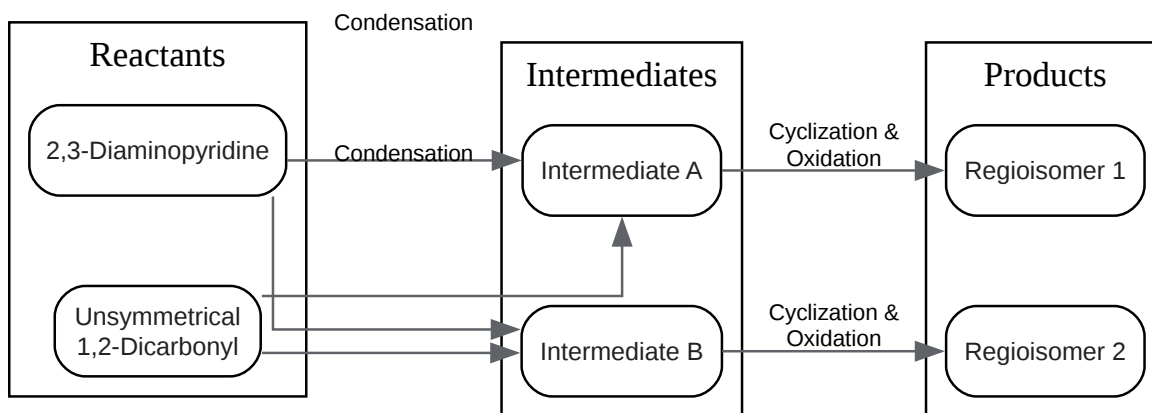 Condensation
Reactants
Intermediates
Products
2,3-Diaminopyridine
Condensation
Intermediate A
Cyclization &
Oxidation
Regioisomer 1
Unsymmetrical
1,2-Dicarbonyl
Intermediate B
Cyclization &
Oxidation
Regioisomer 2